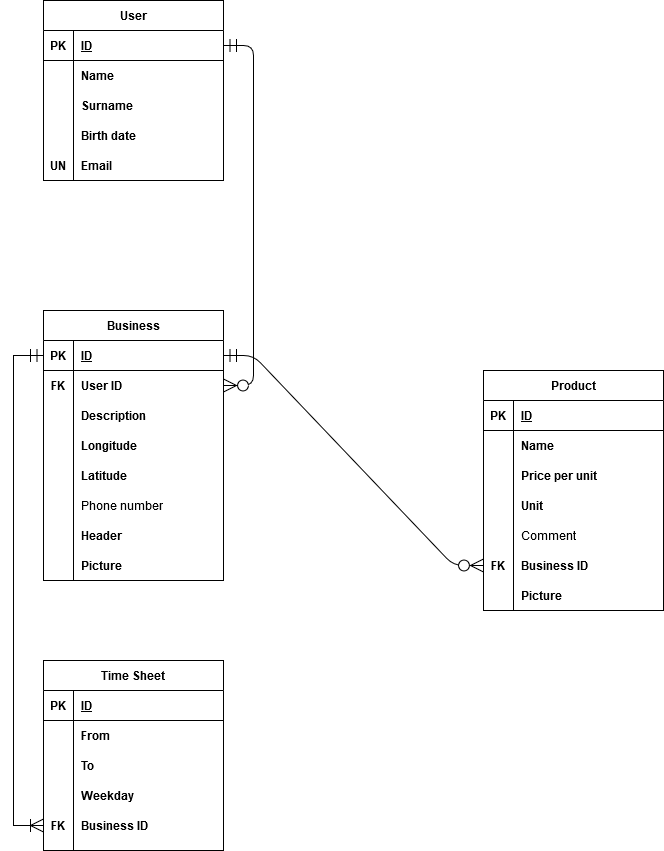 User
PK ID
Name
Surname
Birth date
UN Email
Business
PK ID
FK User ID
Description
Longitude
Latitude
Phone number
Header
Picture
Product
PK ID
Name
Price per unit
Unit
Comment
FK Business ID
Picture
Time Sheet
PK ID
From
To
Weekday
FK Business ID